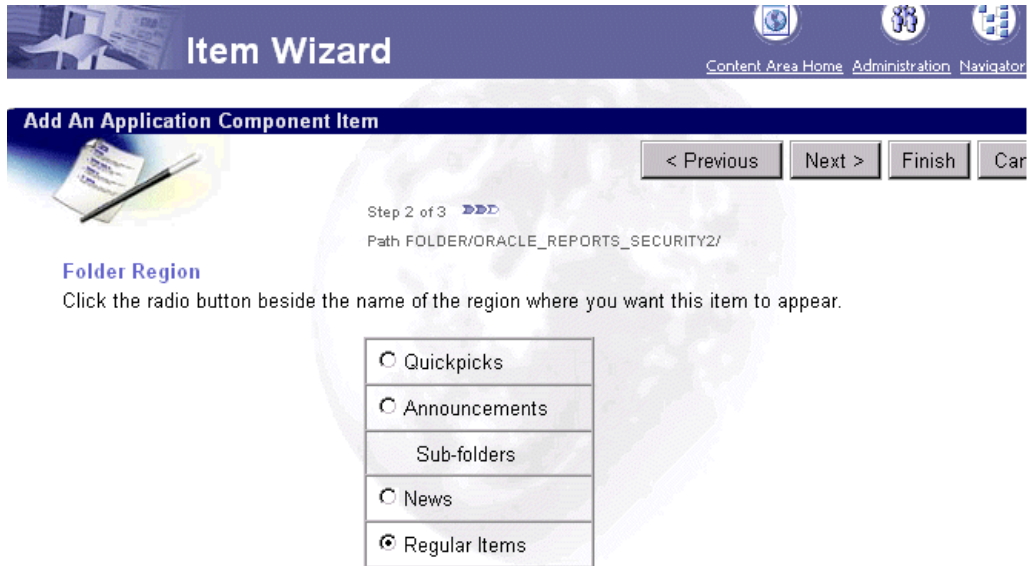 Item Wizard
Content Area Home Administration Navigator
Add An Application Component Item
< Previous Next > Finish Can
Step 2 of 3
Path FOLDER/ORACLE_REPORTS_SECURITY2/
Folder Region
Click the radio button beside the name of the region where you want this item to appear.
Quickpicks
Announcements
Sub-folders
News
Regular Items